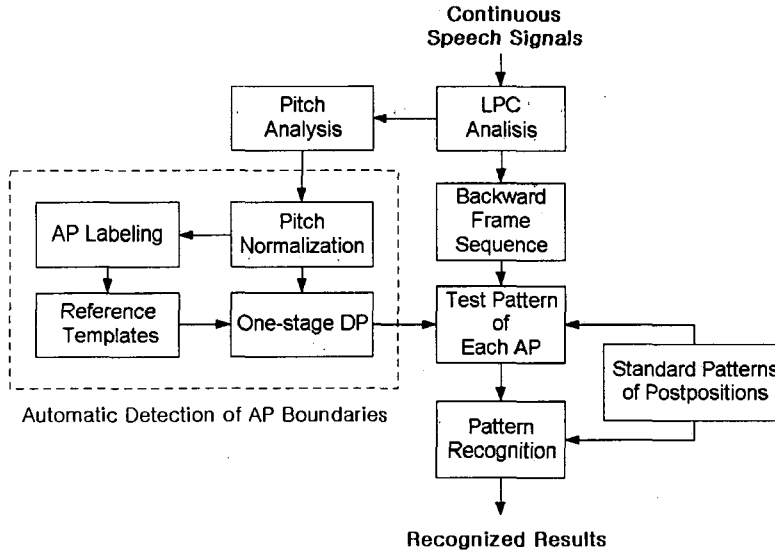 Continuous
Speech Signals
Pitch
Analysis
LPC
Analisis
Backward
Frame
Sequence
AP Labeling
Pitch
Normalization
Reference
Templates
One-stage DP
Test Pattern
of
Each AP
Standard Patterns
of Postpositions
Automatic Detection of AP Boundaries
Pattern
Recognition
Recognized Results